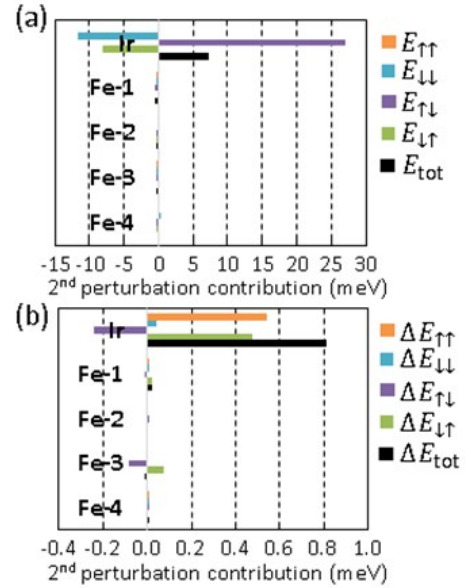 (a)
Ir
Fe-1
Fe-2
Fe-3
Fe-4
-15 -10 -5 0 5 10 15 20 25 30
2nd perturbation contribution (meV)
E↑↑
E↓↓
E↑↓
E↓↑
Etot
(b)
Ir
Fe-1
Fe-2
Fe-3
Fe-4
-0.4 -0.2 0.0 0.2 0.4 0.6 0.8 1.0
2nd perturbation contribution (meV)
ΔE↑↑
ΔE↓↓
ΔE↑↓
ΔE↓↑
ΔEtot